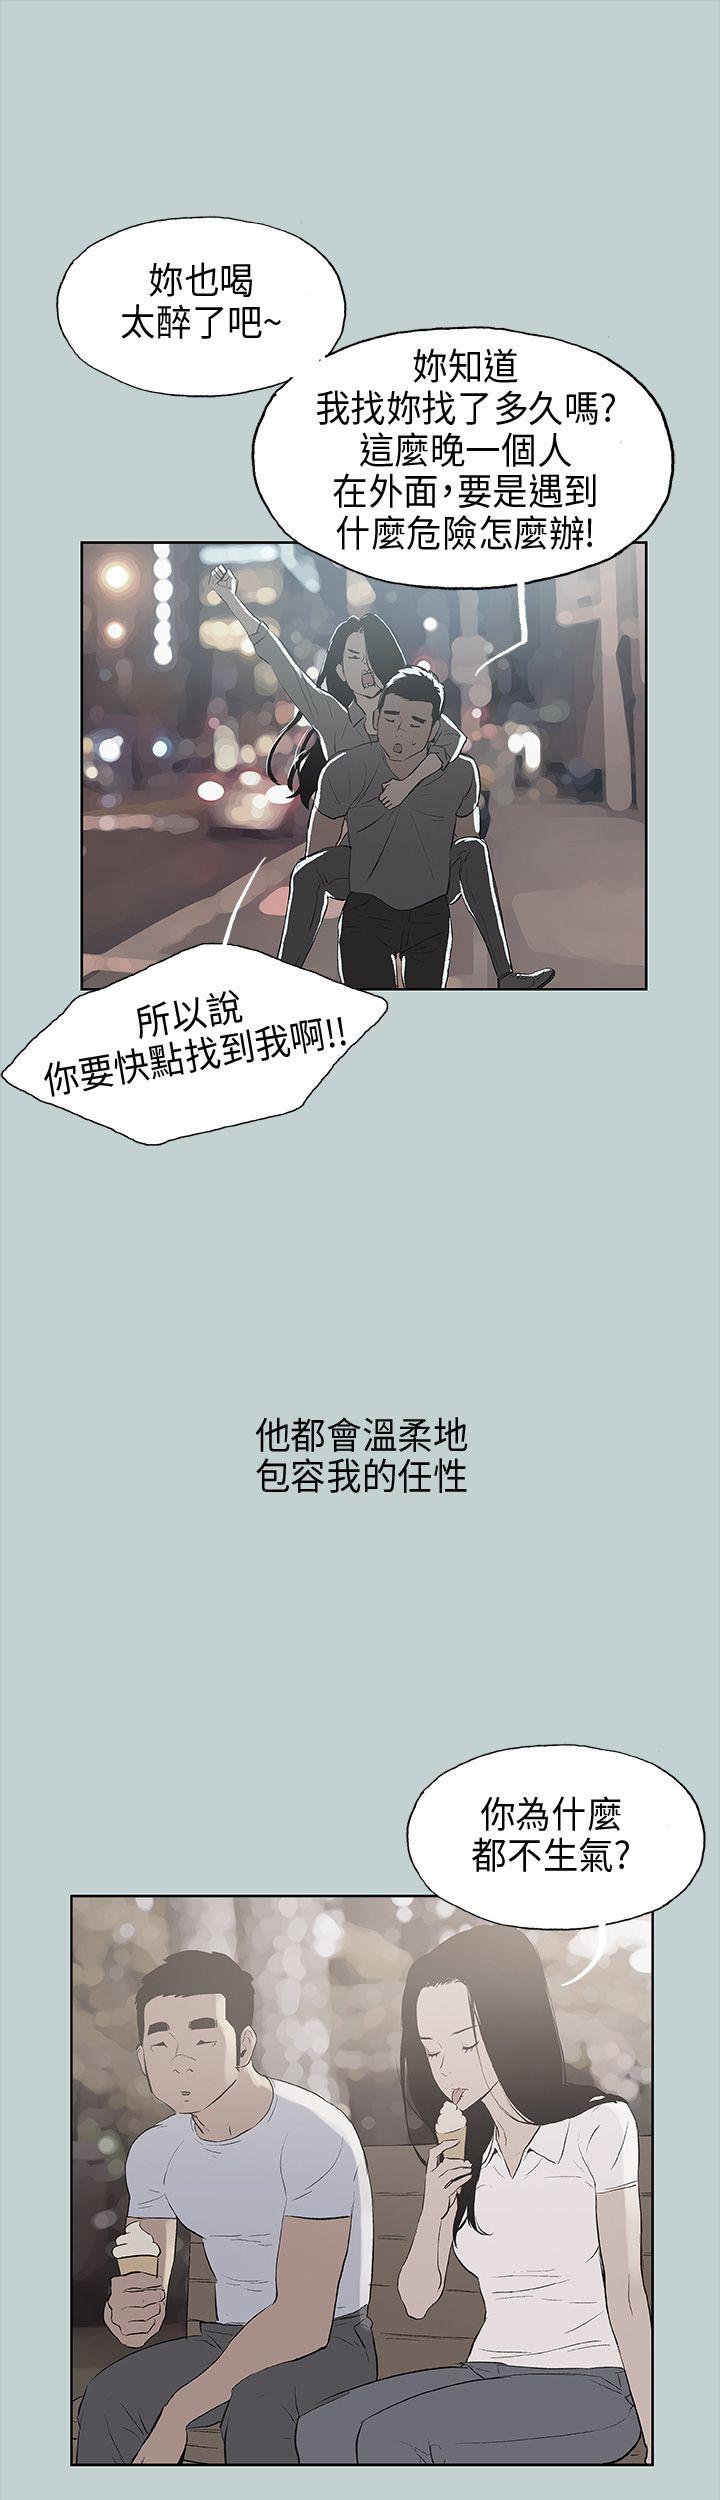 妳也喝
太醉了吧~
妳知道
我找妳找了多久嗎?
這麼晚一個人
在外面,要是遇到
什麼危險怎麼辦!
所以說
你要快點找到我啊!!
他都會溫柔地
包容我的任性
你為什麼
都不生氣?